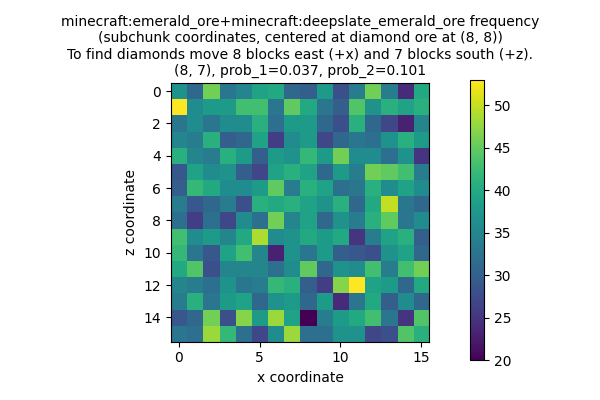 minecraft:emerald_ore+minecraft:deepslate_emerald_ore frequency
(subchunk coordinates, centered at diamond ore at (8, 8))
To find diamonds move 8 blocks east (+x) and 7 blocks south (+z).
(8, 7), prob_1=0.037, prob_2=0.101
0
2
4
6
8
10
12
14
z coordinate
0 5 10 15
x coordinate
50
45
40
35
30
25
20